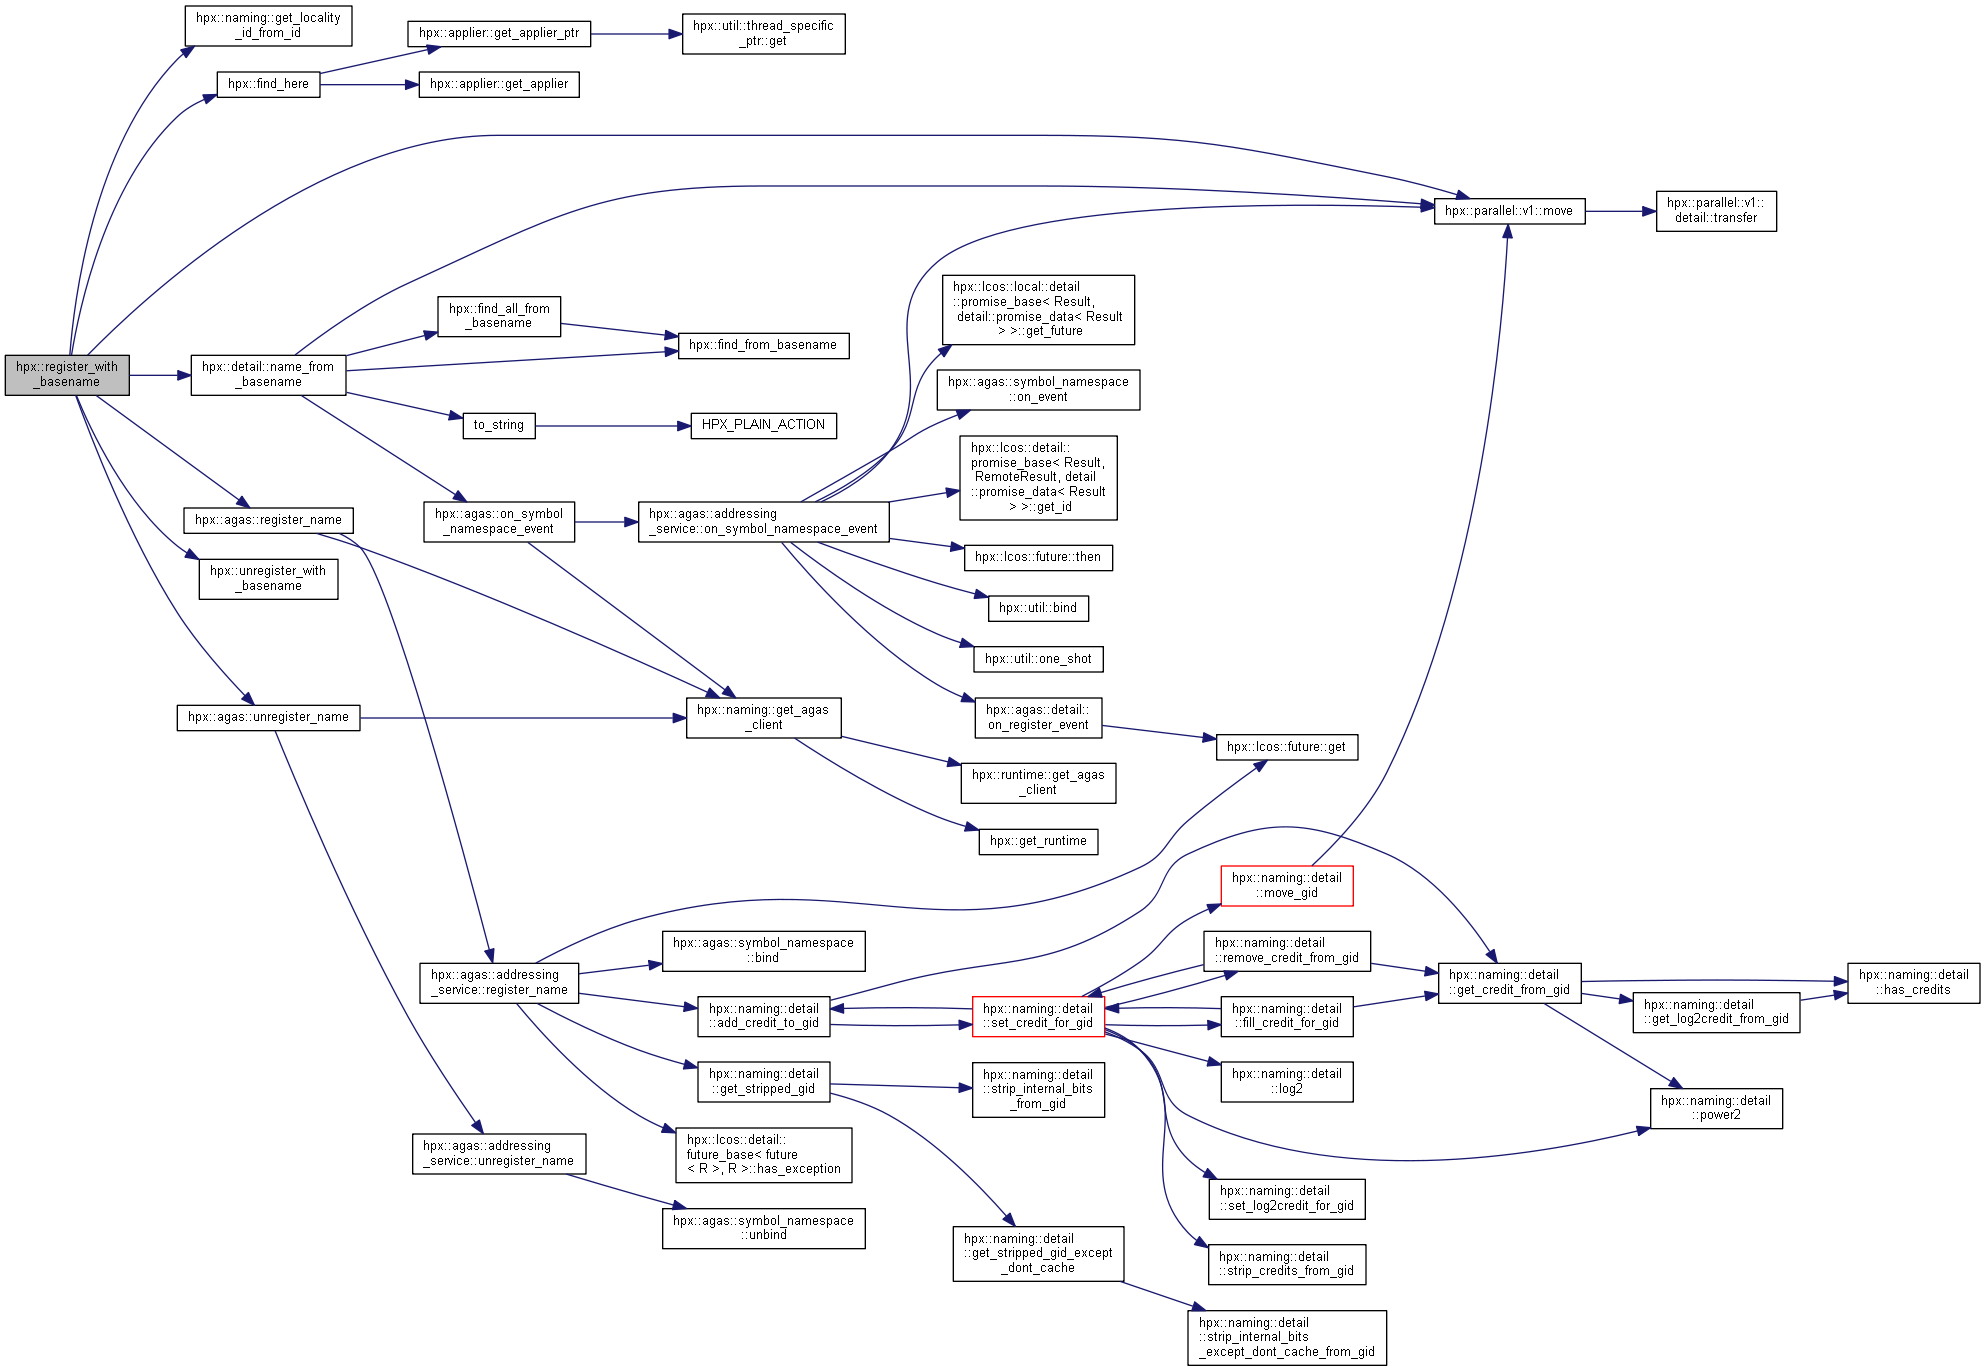 hpx::naming::get_locality
_id_from_id
hpx::applier::get_applier_ptr
hpx::util::thread_specific
_ptr::get
hpx::find_here
hpx::applier::get_applier
hpx::parallel::v1::move
hpx::parallel::v1::
detail::transfer
hpx::lcos::local::detail
::promise_base< Result,
detail::promise_data< Result
> >::get_future
hpx::find_all_from
_basename
hpx::find_from_basename
hpx::register_with
_basename
hpx::detail::name_from
_basename
hpx::agas::symbol_namespace
::on_event
to_string
HPX_PLAIN_ACTION
hpx::lcos::detail::
promise_base< Result,
RemoteResult, detail
::promise_data< Result
> >::get_id
hpx::agas::register_name
hpx::agas::on_symbol
_namespace_event
hpx::agas::addressing
_service::on_symbol_namespace_event
hpx::lcos::future::then
hpx::unregister_with
_basename
hpx::util::bind
hpx::util::one_shot
hpx::agas::unregister_name
hpx::naming::get_agas
_client
hpx::agas::detail::
on_register_event
hpx::lcos::future::get
hpx::runtime::get_agas
_client
hpx::get_runtime
hpx::naming::detail
::move_gid
hpx::agas::symbol_namespace
::bind
hpx::naming::detail
::remove_credit_from_gid
hpx::agas::addressing
_service::register_name
hpx::naming::detail
::get_credit_from_gid
hpx::naming::detail
::has_credits
hpx::naming::detail
::add_credit_to_gid
hpx::naming::detail
::set_credit_for_gid
hpx::naming::detail
::fill_credit_for_gid
hpx::naming::detail
::get_log2credit_from_gid
hpx::naming::detail
::get_stripped_gid
hpx::naming::detail
::strip_internal_bits
_from_gid
hpx::naming::detail
::log2
hpx::naming::detail
::power2
hpx::agas::addressing
_service::unregister_name
hpx::lcos::detail::
future_base< future
< R >, R >::has_exception
hpx::naming::detail
::set_log2credit_for_gid
hpx::agas::symbol_namespace
::unbind
hpx::naming::detail
::get_stripped_gid_except
_dont_cache
hpx::naming::detail
::strip_credits_from_gid
hpx::naming::detail
::strip_internal_bits
_except_dont_cache_from_gid